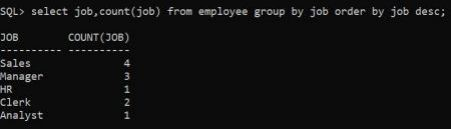 SQL> select job,count(job) from employee group by job order by job desc;
JOB        COUNT(JOB)
---------- ----------
Sales               4
Manager             3
HR                  1
Clerk               2
Analyst             1